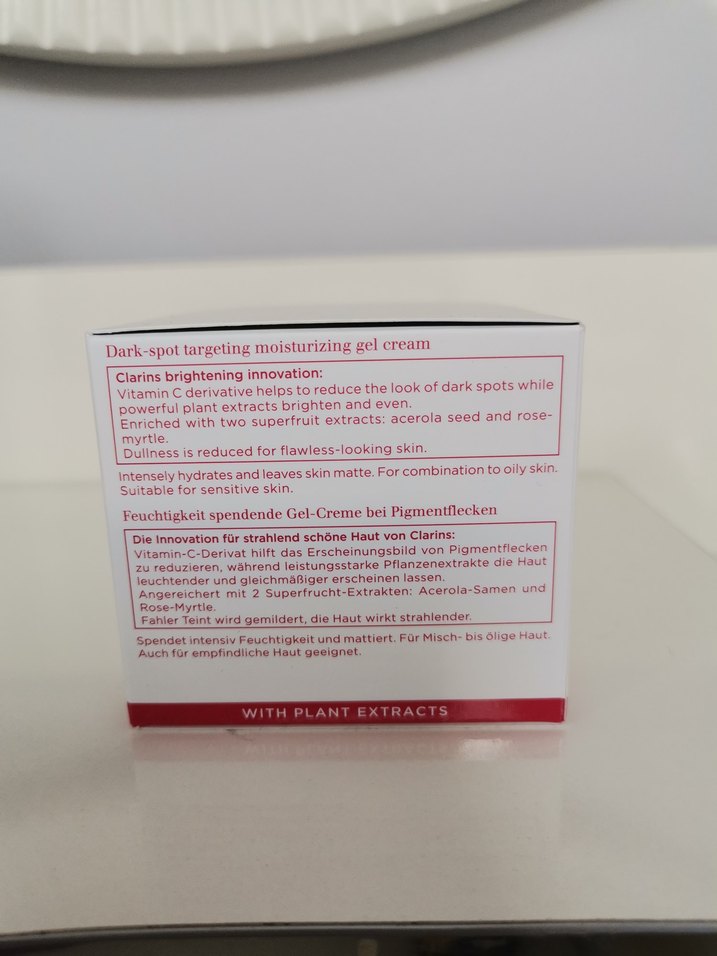 Dark-spot targeting moisturizing gel cream
Clarins brightening innovation:
Vitamin C derivative helps to reduce the look of dark spots while
powerful plant extracts brighten and even.
Enriched with two superfruit extracts: acerola seed and rose-
myrtle.
Dullness is reduced for flawless-looking skin.
Intensely hydrates and leaves skin matte. For combination to oily skin.
Suitable for sensitive skin.
Feuchtigkeit spendende Gel-Creme bei Pigmentflecken
Die Innovation für strahlend schöne Haut von Clarins:
Vitamin-C-Derivat hilft das Erscheinungsbild von Pigmentflecken
zu reduzieren, während leistungsstarke Pflanzenextrakte die Haut
leuchtender und gleichmäßiger erscheinen lassen.
Angereichert mit 2 Superfrucht-Extrakten: Acerola-Samen und
Rose-Myrtle.
Fahler Teint wird gemildert, die Haut wirkt strahlender.
Spendet intensiv Feuchtigkeit und mattiert. Für Misch- bis ölige Haut.
Auch für empfindliche Haut geeignet.
WITH PLANT EXTRACTS